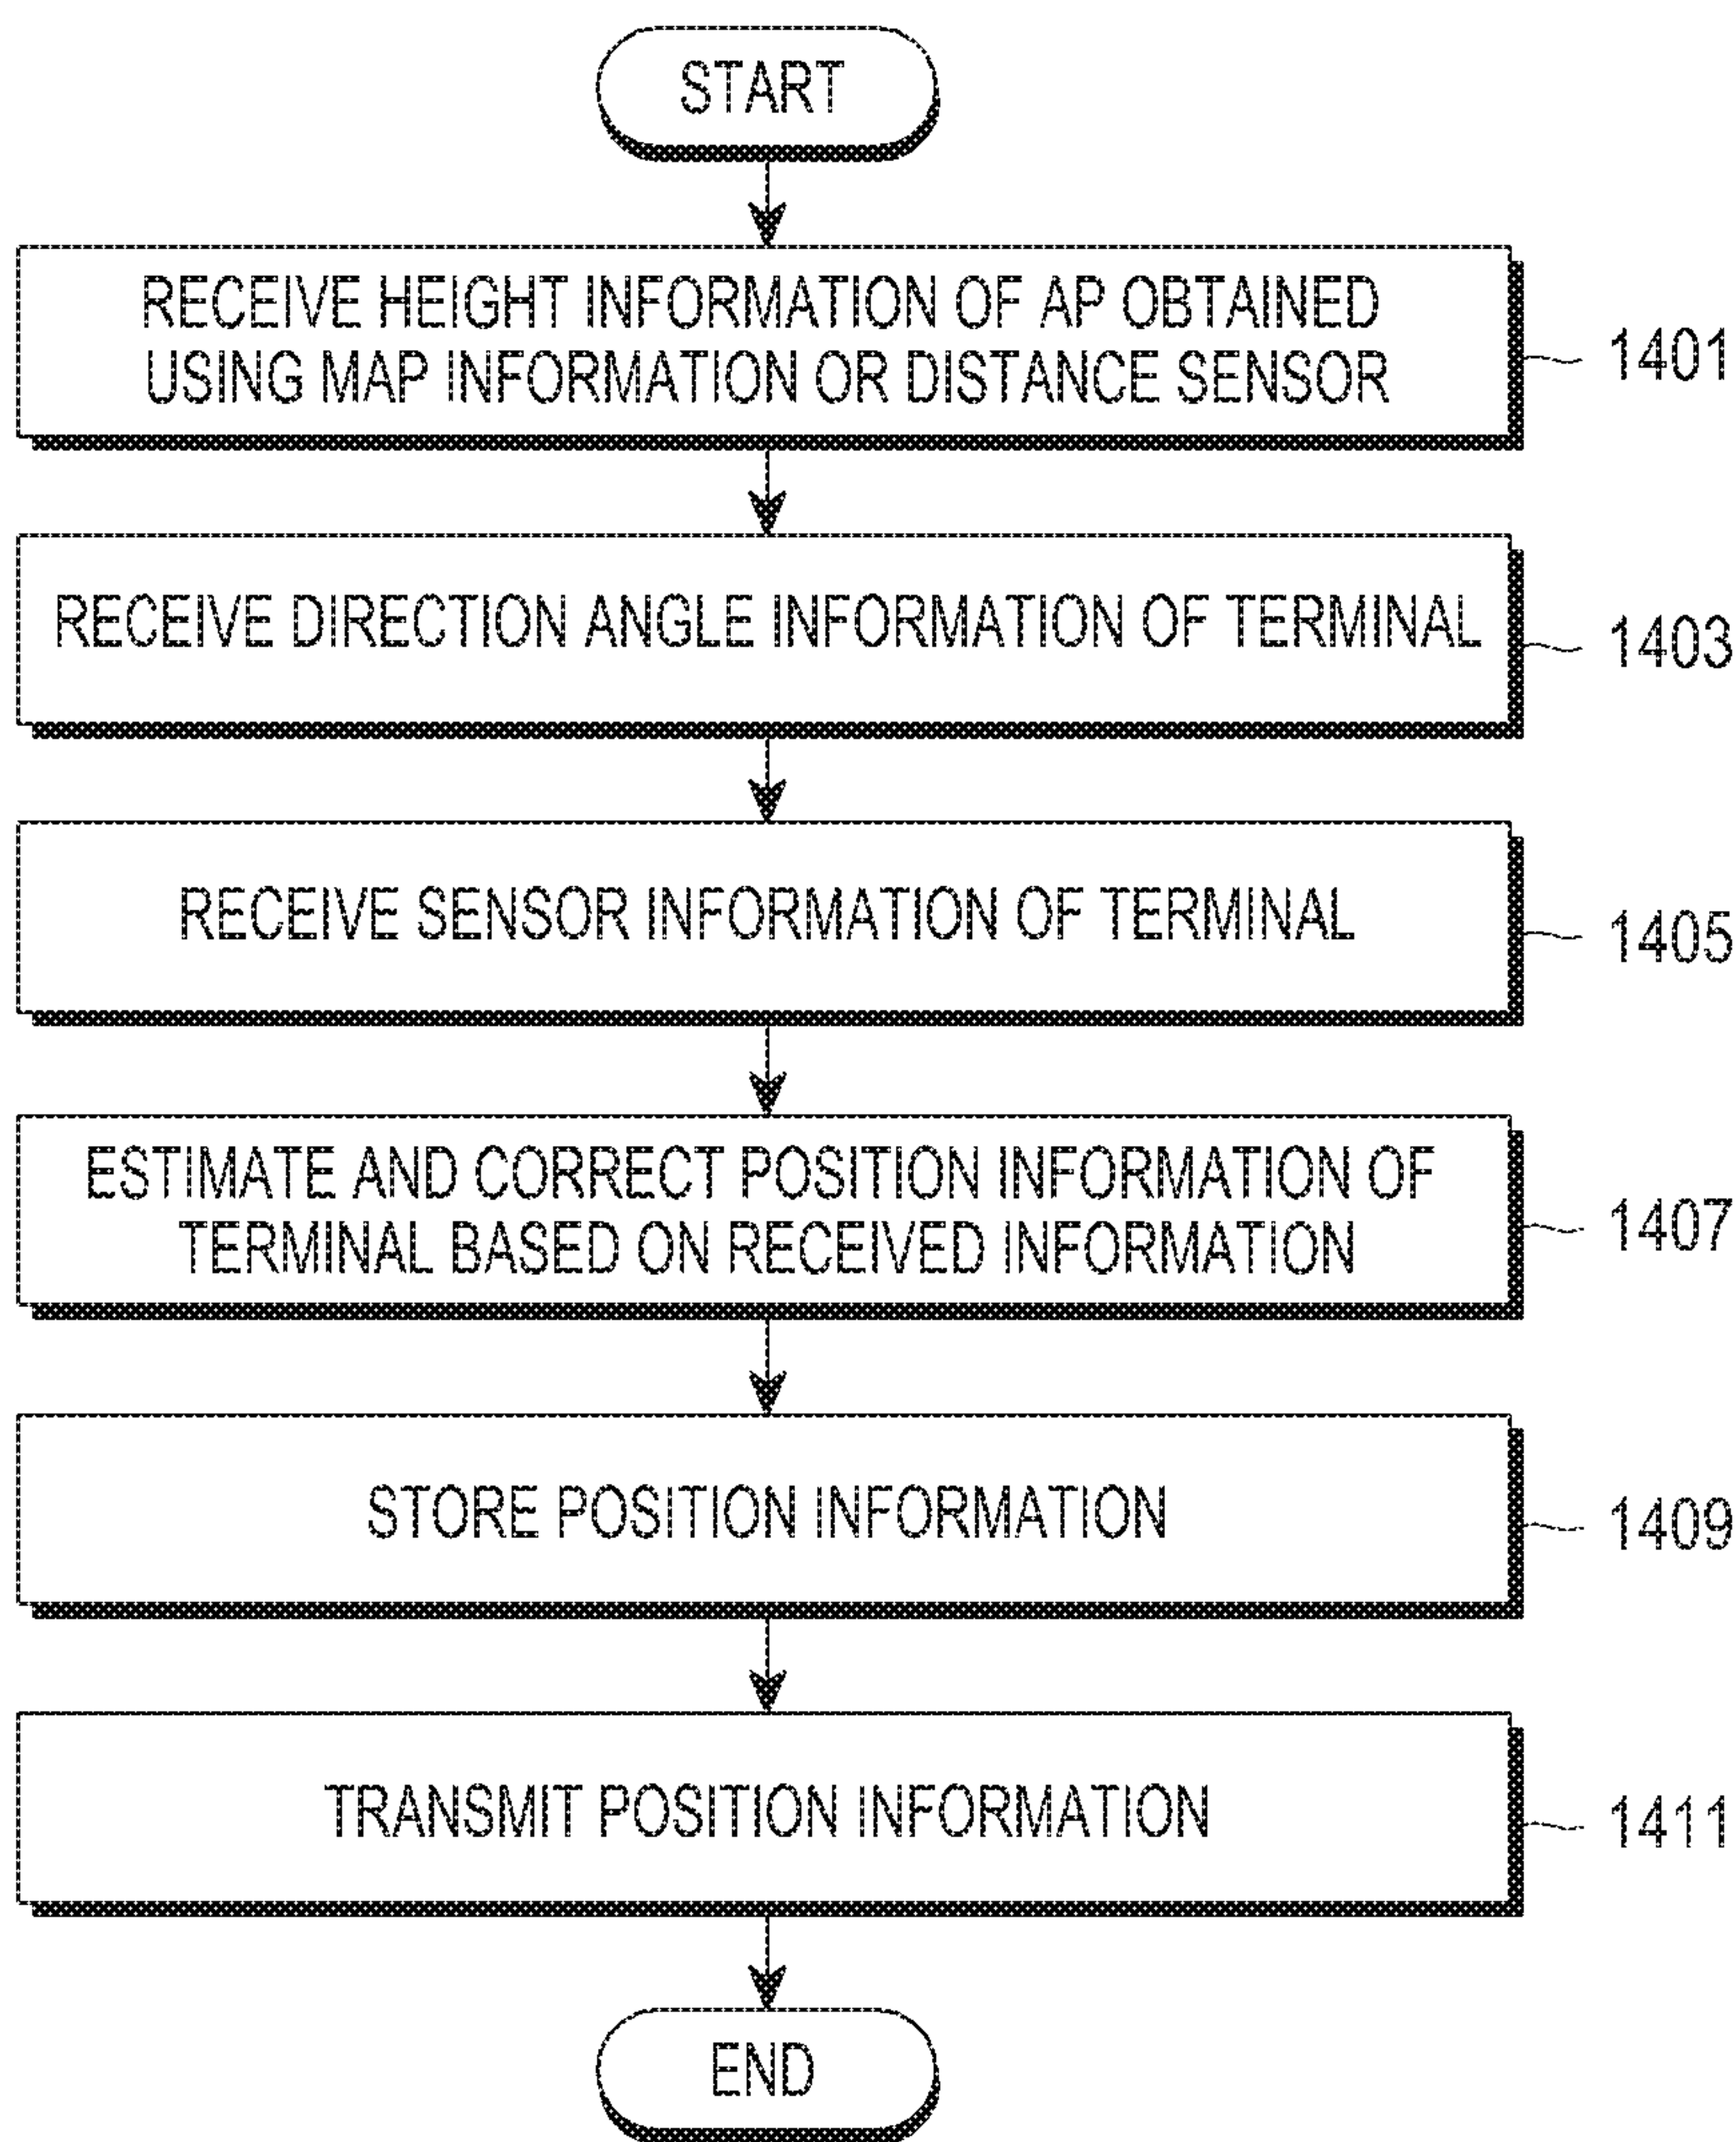 START
RECEIVE HEIGHT INFORMATION OF AP OBTAINED
USING MAP INFORMATION OR DISTANCE SENSOR
1401
RECEIVE DIRECTION ANGLE INFORMATION OF TERMINAL
1403
RECEIVE SENSOR INFORMATION OF TERMINAL
1405
ESTIMATE AND CORRECT POSITION INFORMATION OF
TERMINAL BASED ON RECEIVED INFORMATION
1407
STORE POSITION INFORMATION
1409
TRANSMIT POSITION INFORMATION
1411
END